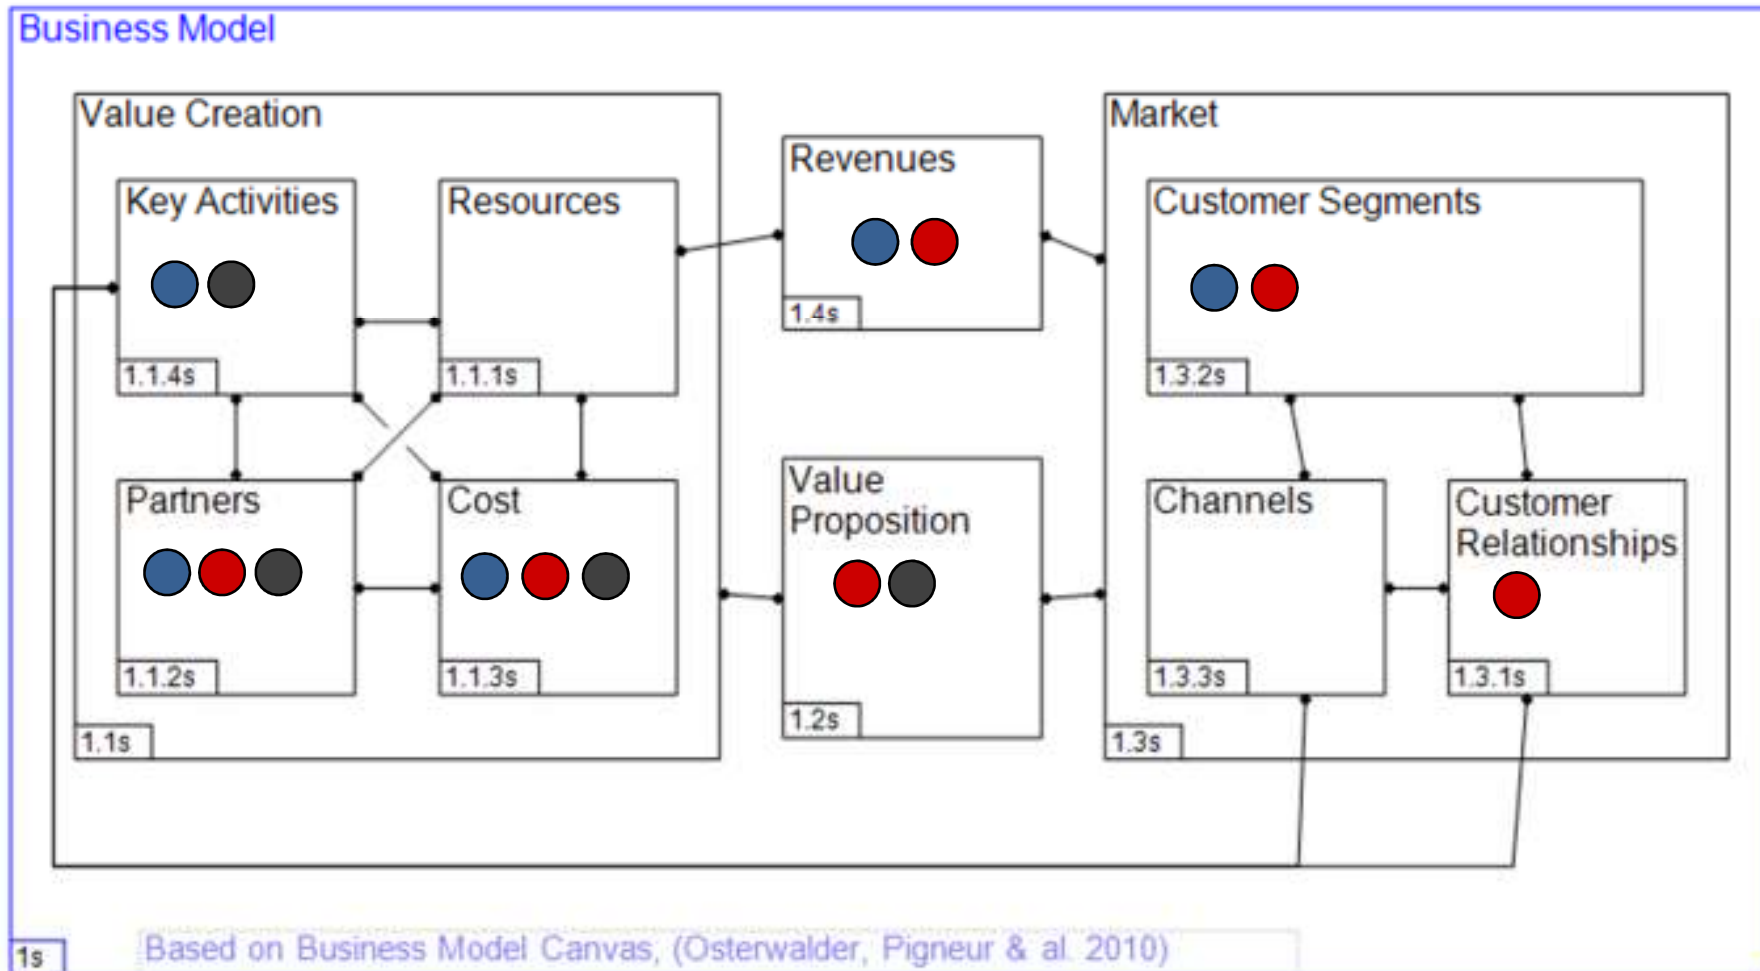 Business Model
Value Creation
Key Activities
1.1.4s
Resources
1.1.1s
Partners
1.1.2s
Cost
1.1.3s
1.1s
Revenues
1.4s
Value
Proposition
1.2s
Market
Customer Segments
1.3.2s
Channels
1.3.3s
Customer
Relationships
1.3.1s
1.3s
1s
Based on Business Model Canvas, (Osterwalder, Pigneur & al. 2010)